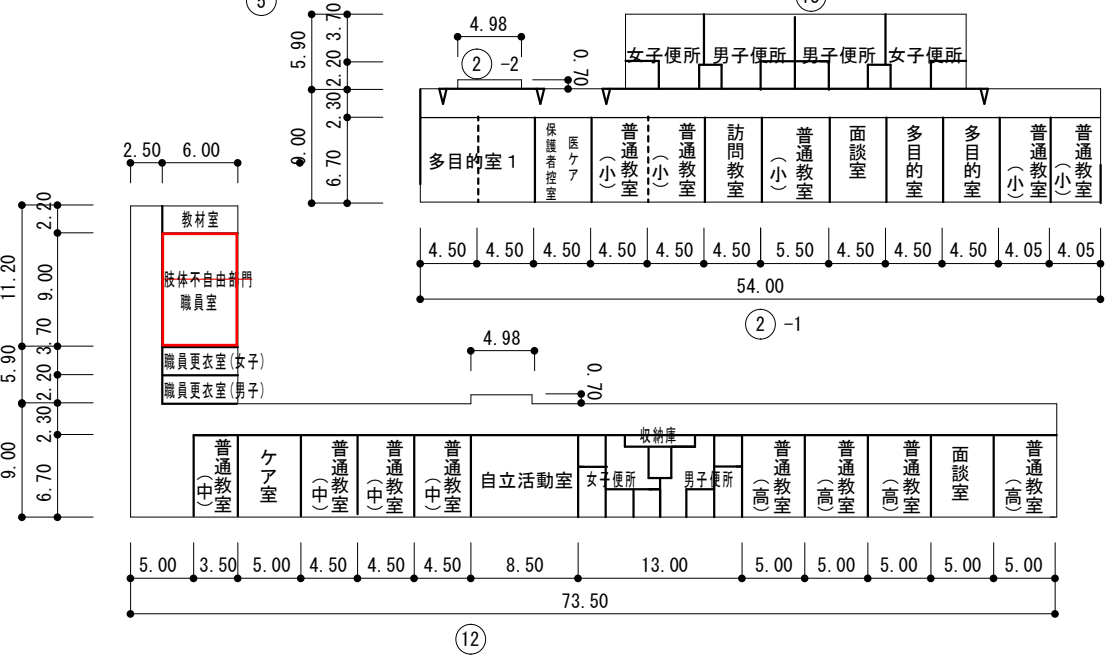 5
10
5.90
3.70
2.20
4.98
② -2
0.70
女子便所
男子便所
男子便所
女子便所
9.00
2.30
6.70
多目的室1
保護者控室
医ケア
普通教室(小)
普通教室(小)
訪問教室
普通教室(小)
面談室
多目的室
多目的室
普通教室(小)
普通教室(小)
4.50 4.50 4.50 4.50 4.50 4.50 5.50 4.50 4.50 4.50 4.05 4.05
54.00
② -1
2.50 6.00
11.20
2.20
9.00
教材室
肢体不自由部門
職員室
5.90
3.70
2.20
職員更衣室(女子)
職員更衣室(男子)
4.98
0.70
9.00
2.30
6.70
普通教室(中)
ケア室
普通教室(中)
普通教室(中)
普通教室(中)
自立活動室
女子便所
収納庫
男子便所
普通教室(高)
普通教室(高)
普通教室(高)
面談室
普通教室(高)
5.00 3.50 5.00 4.50 4.50 4.50 8.50 13.00 5.00 5.00 5.00 5.00 5.00
73.50
⑫